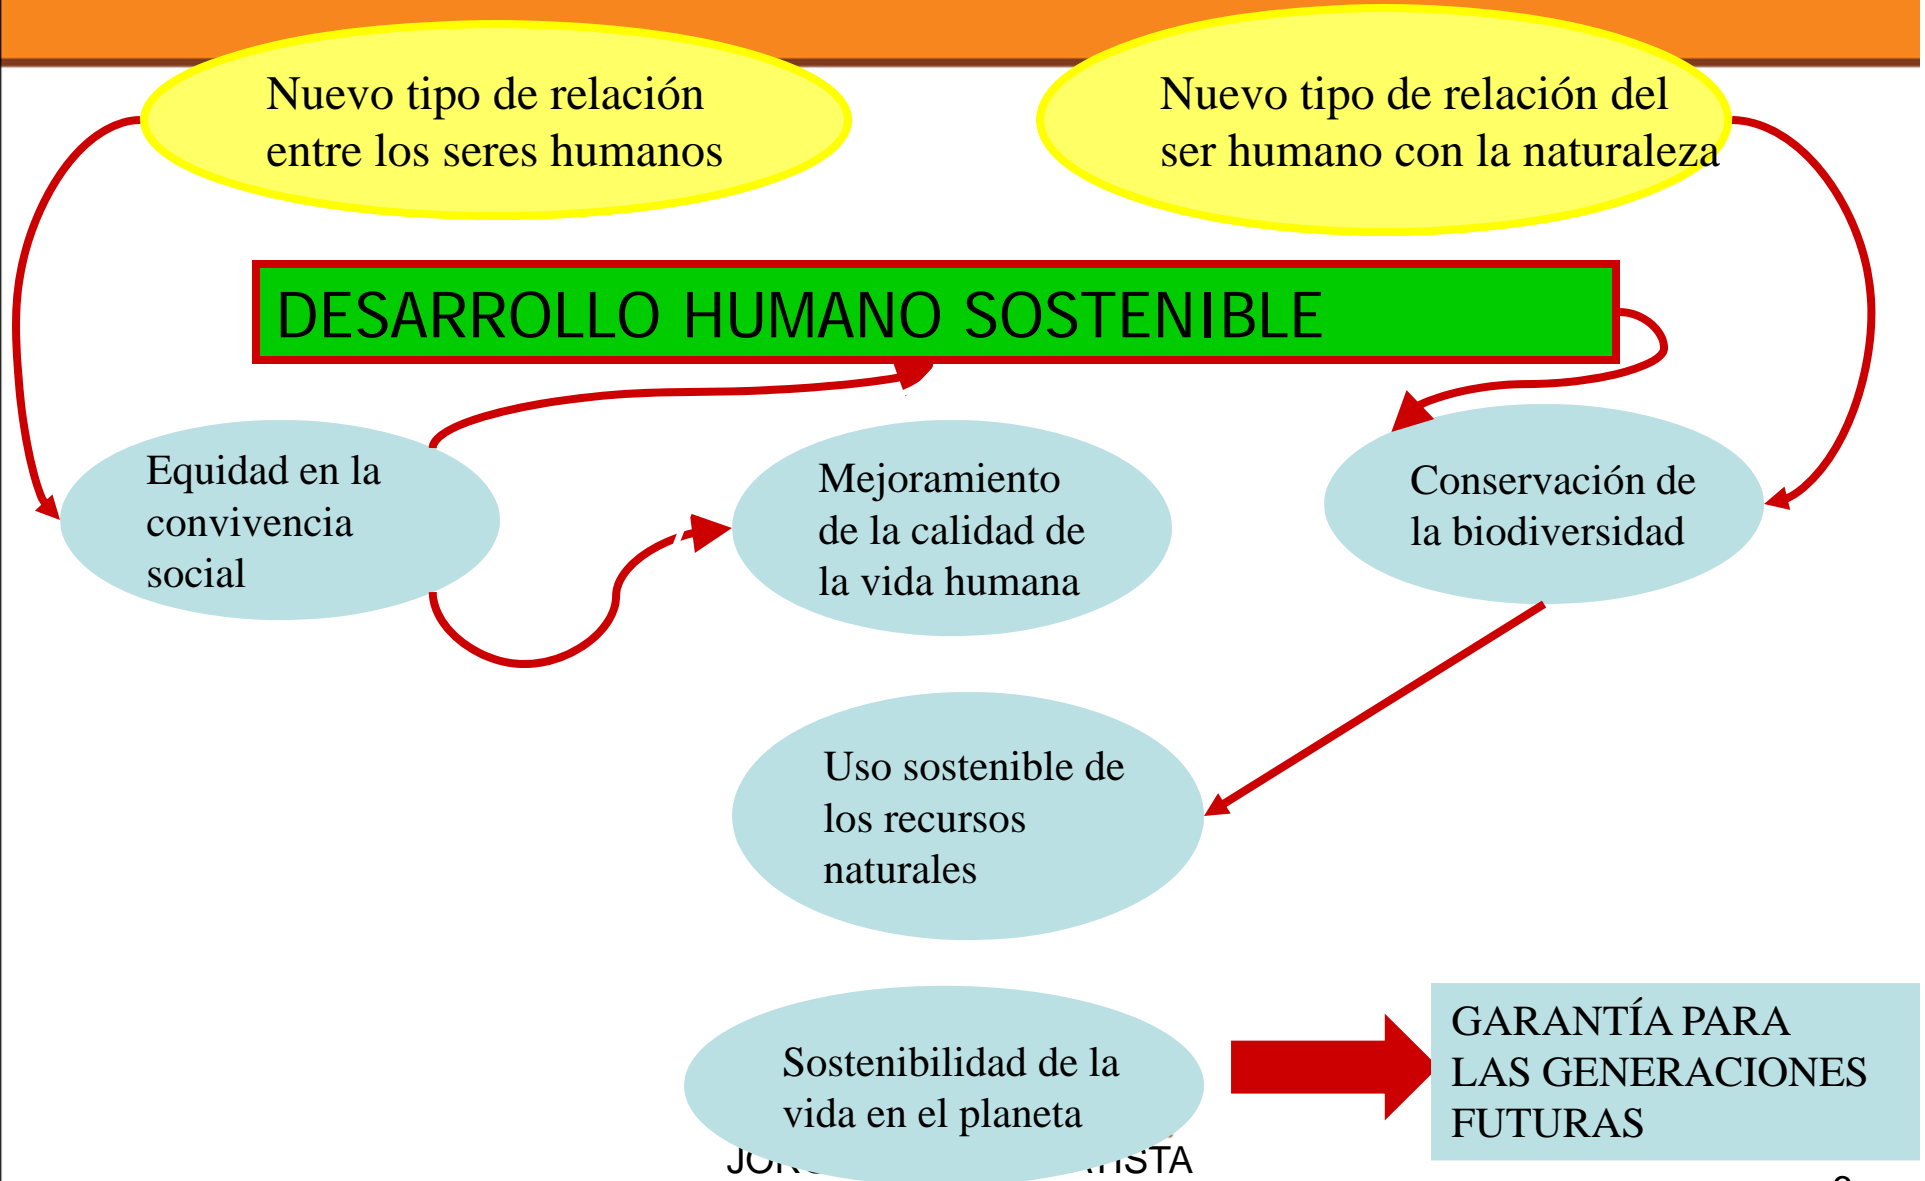 Nuevo tipo de relación
entre los seres humanos
Nuevo tipo de relación del
ser humano con la naturaleza
DESARROLLO HUMANO SOSTENIBLE
Equidad en la
convivencia
social
Mejoramiento
de la calidad de
la vida humana
Conservación de
la biodiversidad
Uso sostenible de
los recursos
naturales
Sostenibilidad de la
vida en el planeta
GARANTÍA PARA
LAS GENERACIONES
FUTURAS